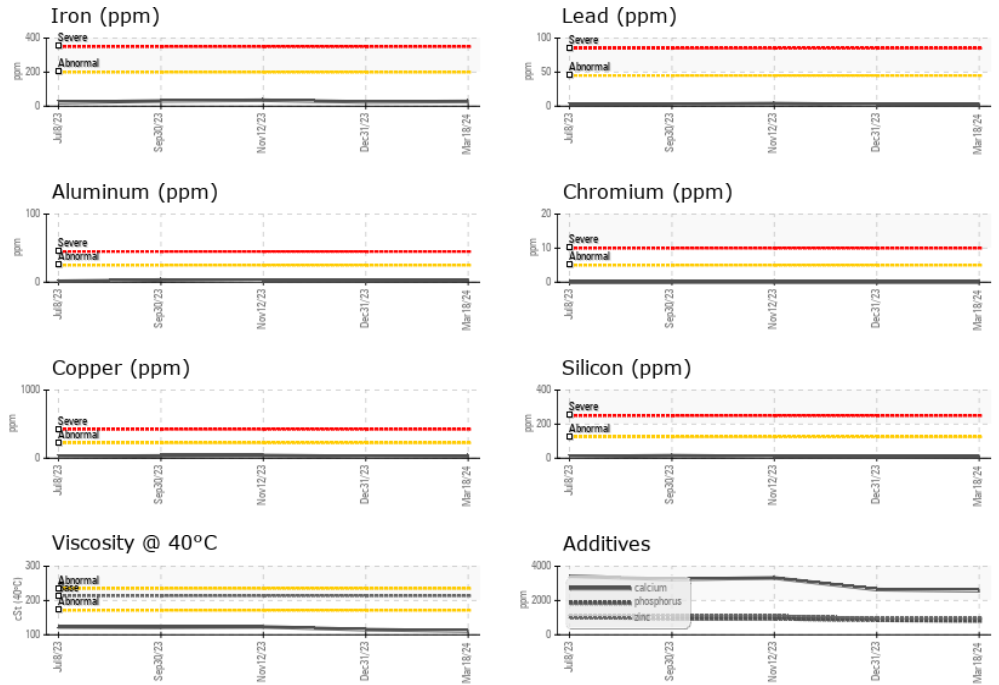 Iron (ppm)
400
200
0
ppm
Severe
Abnormal
Jul8/23
Sep30/23
Nov12/23
Dec31/23
Mar18/24
Lead (ppm)
100
50
0
ppm
Severe
Abnormal
Jul8/23
Sep30/23
Nov12/23
Dec31/23
Mar18/24
Aluminum (ppm)
100
0
ppm
Severe
Abnormal
Jul8/23
Sep30/23
Nov12/23
Dec31/23
Mar18/24
Chromium (ppm)
20
10
0
ppm
Severe
Abnormal
Jul8/23
Sep30/23
Nov12/23
Dec31/23
Mar18/24
Copper (ppm)
1000
0
ppm
Severe
Abnormal
Jul8/23
Sep30/23
Nov12/23
Dec31/23
Mar18/24
Silicon (ppm)
400
200
0
ppm
Severe
Abnormal
Jul8/23
Sep30/23
Nov12/23
Dec31/23
Mar18/24
Viscosity @ 40°C
300
200
100
cSt (40°C)
Abnormal
Base
Abnormal
Jul8/23
Sep30/23
Nov12/23
Dec31/23
Mar18/24
Additives
4000
2000
0
ppm
calcium
phosphorus
zinc
Jul8/23
Sep30/23
Nov12/23
Dec31/23
Mar18/24